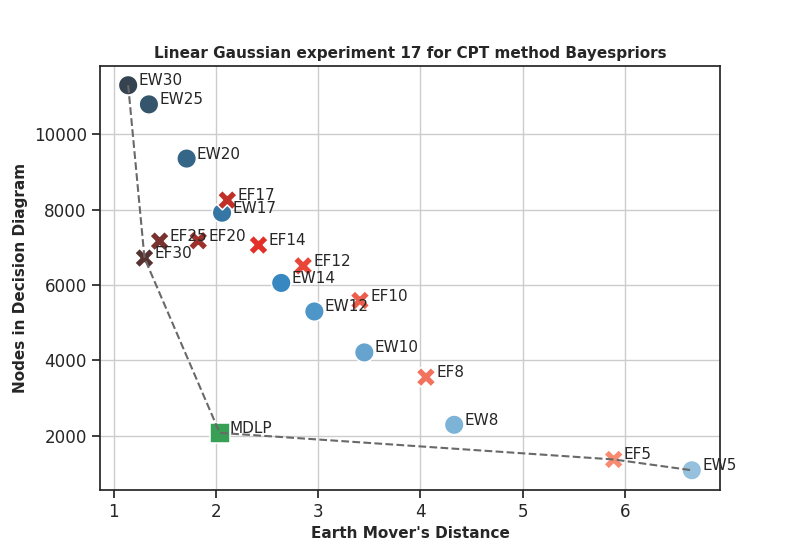 Linear Gaussian experiment 17 for CPT method Bayespriors
EW30
EW25
EW20
EF17
EW17
EF25
EF20
EF14
EF30
EF12
EW14
EF10
EW12
EW10
EF8
EW8
MDLP
EF5
EW5
10000
8000
6000
4000
2000
Nodes in Decision Diagram
1 2 3 4 5 6
Earth Mover's Distance